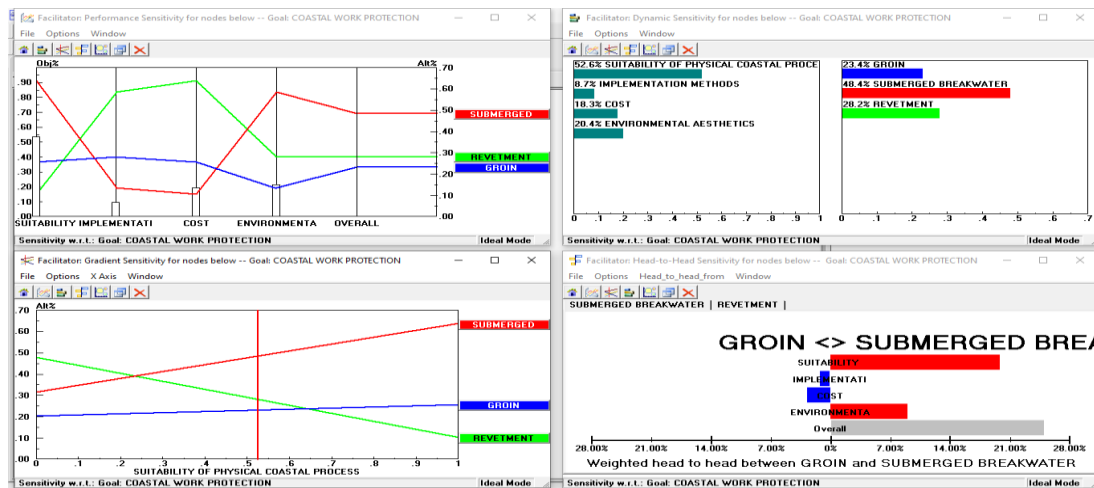 Facilitator: Performance Sensitivity for nodes below -- Goal: COASTAL WORK PROTECTION
File Options Window
Obj% Alt%
.90
.80
.70
.60
.50
.40
.30
.20
.10
.00
.70
.60
.50
.40
.30
.20
.10
.00
SUBMERGED
REVETMENT
GROIN
SUITABILITY IMPLEMENTATI COST ENVIRONMENTA OVERALL
Sensitivity w.r.t.: Goal: COASTAL WORK PROTECTION Ideal Mode
Facilitator: Dynamic Sensitivity for nodes below -- Goal: COASTAL WORK PROTECTION
File Options Window
52.6% SUITABILITY OF PHYSICAL COASTAL PROCE
8.7% IMPLEMENTATION METHODS
18.3% COST
20.4% ENVIRONMENTAL AESTHETICS
0 .1 .2 .3 .4 .5 .6 .7 .8 .9 1
23.4% GROIN
48.4% SUBMERGED BREAKWATER
28.2% REVETMENT
0 .1 .2 .3 .4 .5 .6 .7
Sensitivity w.r.t.: Goal: COASTAL WORK PROTECTION Ideal Mode
Facilitator: Gradient Sensitivity for nodes below -- Goal: COASTAL WORK PROTECTION
File Options X Axis Window
Alt%
.70
.60
.50
.40
.30
.20
.10
.00
SUBMERGED
GROIN
REVETMENT
0 .1 .2 .3 .4 .5 .6 .7 .8 .9 1
SUITABILITY OF PHYSICAL COASTAL PROCESS
Sensitivity w.r.t.: Goal: COASTAL WORK PROTECTION Ideal Mode
Facilitator: Head-to-Head Sensitivity for nodes below -- Goal: COASTAL WORK PROTECTION
File Options Head_to_head_from Window
SUBMERGED BREAKWATER | REVETMENT |
GROIN <> SUBMERGED BREA
SUITABILITY
IMPLEMENTATI
COST
ENVIRONMENTA
Overall
28.00% 21.00% 14.00% 7.00% 0% 7.00% 14.00% 21.00% 28.00%
Weighted head to head between GROIN and SUBMERGED BREAKWATER
Sensitivity w.r.t.: Goal: COASTAL WORK PROTECTION Ideal Mode